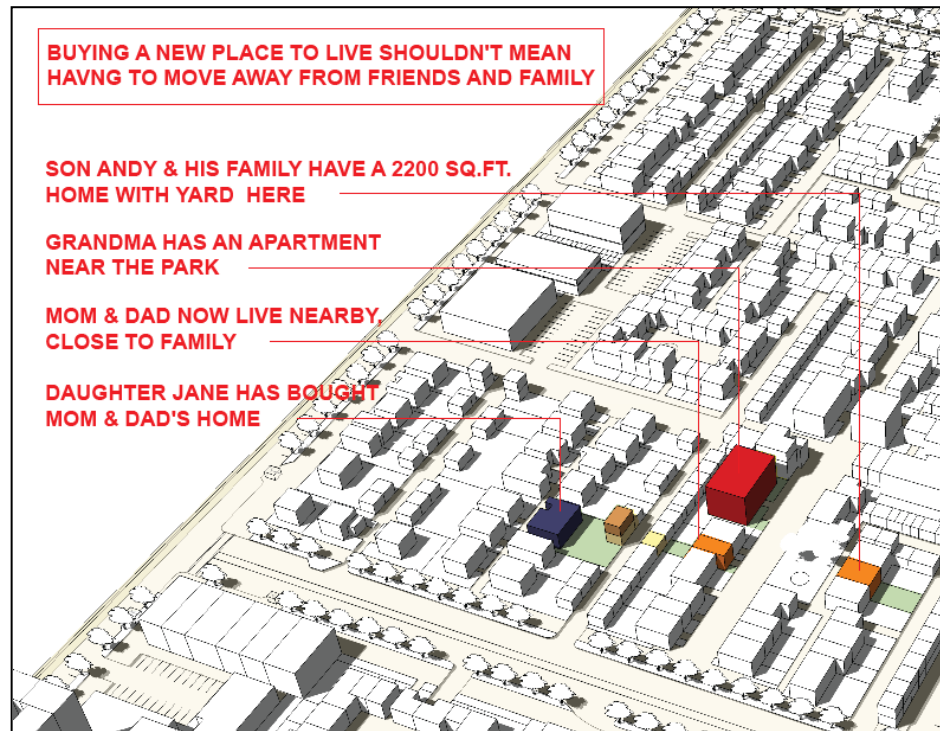 BUYING A NEW PLACE TO LIVE SHOULDN'T MEAN
HAVNG TO MOVE AWAY FROM FRIENDS AND FAMILY
SON ANDY & HIS FAMILY HAVE A 2200 SQ.FT.
HOME WITH YARD HERE
GRANDMA HAS AN APARTMENT
NEAR THE PARK
MOM & DAD NOW LIVE NEARBY,
CLOSE TO FAMILY
DAUGHTER JANE HAS BOUGHT
MOM & DAD'S HOME